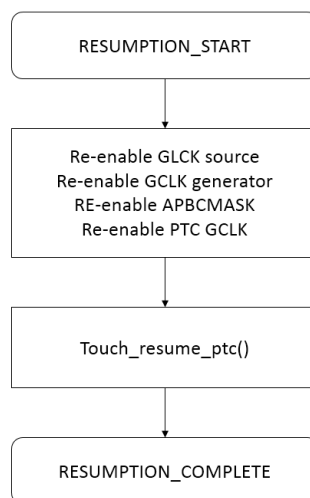 RESUMPTION_START
Re-enable GLCK source
Re-enable GCLK generator
RE-enable APBCMASK
Re-enable PTC GCLK
Touch_resume_ptc()
RESUMPTION_COMPLETE